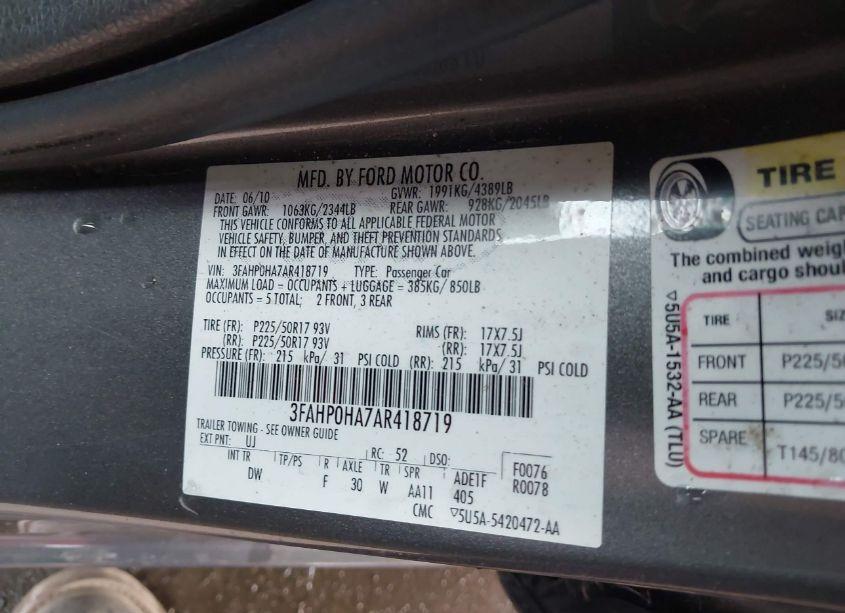 MFD. BY FORD MOTOR CO.
DATE: 06/10 GVWR: 1991KG/4389LB
FRONT GAWR: 1063KG/2344LB REAR GAWR: 928KG/2045LB
THIS VEHICLE CONFORMS TO ALL APPLICABLE FEDERAL MOTOR
VEHICLE SAFETY, BUMPER, AND THEFT PREVENTION STANDARDS
IN EFFECT ON THE DATE OF MANUFACTURE SHOWN ABOVE.
VIN: 3FAHP0HA7AR418719 TYPE: Passenger Car
MAXIMUM LOAD = OCCUPANTS + LUGGAGE = 385KG/ 850LB
OCCUPANTS = 5 TOTAL; 2 FRONT, 3 REAR
TIRE (FR): P225/50R17 93V RIMS (FR): 17X7.5J
(RR): P225/50R17 93V (RR): 17X7.5J
PRESSURE (FR): 215 kPa/ 31 PSI COLD (RR): 215 kPa/31 PSI COLD
3FAHP0HA7AR418719
TRAILER TOWING - SEE OWNER GUIDE
EXT PNT: UJ RC: 52 DSO: F0076
INT TR TP/PS R AXLE TR SPR ADE1F R0078
DW F 30 W AA11 405
CMC ▽5U5A-5420472-AA
TIRE
SEATING CAP
The combined weigh
and cargo shou
TIRE SIZ
FRONT P225/50
REAR P225/5
SPARE T145/80
▽5U5A-1532-AA (TLU)